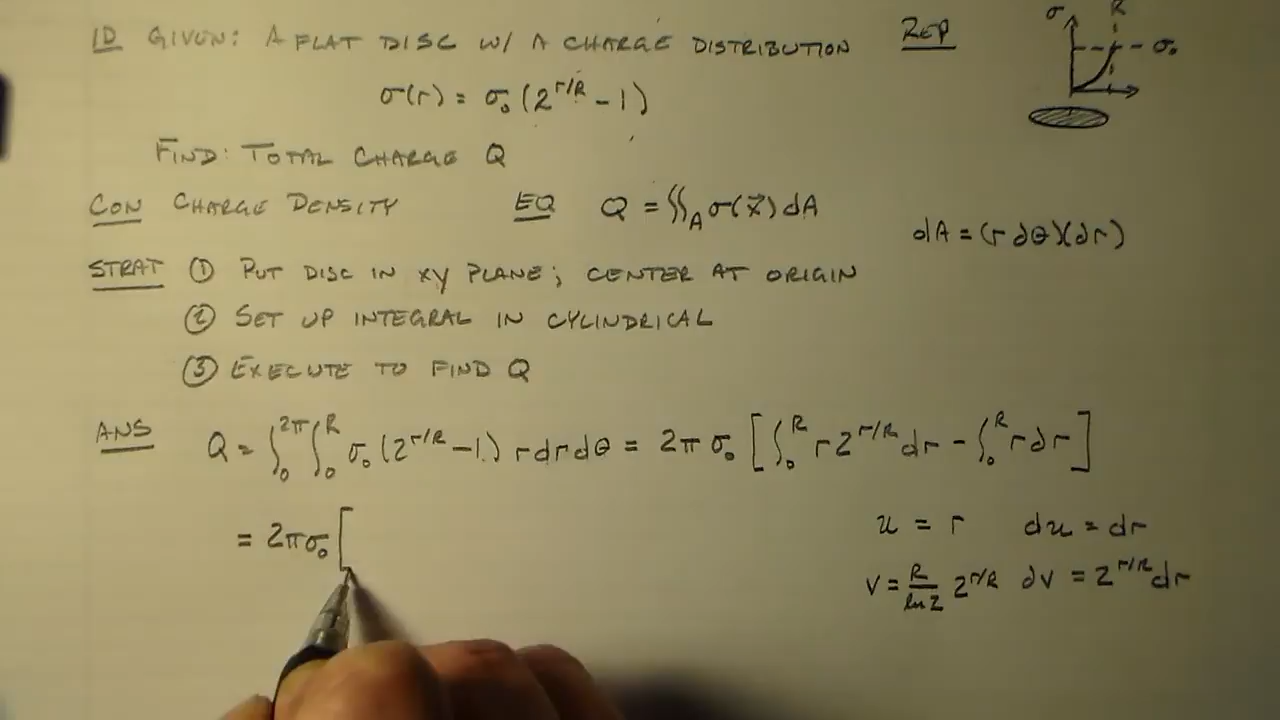 ID GIVEN: A FLAT DISC W/ A CHARGE DISTRIBUTION REP
σ R σ₀
σ(r) = σ₀ (2^{r/R} - 1)
FIND: TOTAL CHARGE Q
CON CHARGE DENSITY EQ Q = ∬_A σ(x⃗) dA
dA = (r dθ)(dr)
STRAT ① PUT DISC IN XY PLANE; CENTER AT ORIGIN
② SET UP INTEGRAL IN CYLINDRICAL
③ EXECUTE TO FIND Q
ANS Q = ∫₀^{2π} ∫₀^R σ₀ (2^{r/R} - 1) r dr dθ = 2π σ₀ [ ∫₀^R r 2^{r/R} dr - ∫₀^R r dr ]
= 2πσ₀ [
u = r du = dr
v = R/ln2 2^{r/R} dv = 2^{r/R} dr